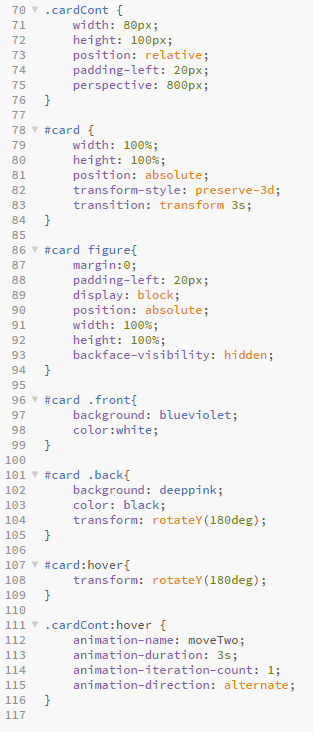 70 .cardCont {
71 width: 80px;
72 height: 100px;
73 position: relative;
74 padding-left: 20px;
75 perspective: 800px;
76 }
77
78 #card {
79 width: 100%;
80 height: 100%;
81 position: absolute;
82 transform-style: preserve-3d;
83 transition: transform 3s;
84 }
85
86 #card figure{
87 margin:0;
88 padding-left: 20px;
89 display: block;
90 position: absolute;
91 width: 100%;
92 height: 100%;
93 backface-visibility: hidden;
94 }
95
96 #card .front{
97 background: blueviolet;
98 color:white;
99 }
100
101 #card .back{
102 background: deeppink;
103 color: black;
104 transform: rotateY(180deg);
105 }
106
107 #card:hover{
108 transform: rotateY(180deg);
109 }
110
111 .cardCont:hover {
112 animation-name: moveTwo;
113 animation-duration: 3s;
114 animation-iteration-count: 1;
115 animation-direction: alternate;
116 }
117